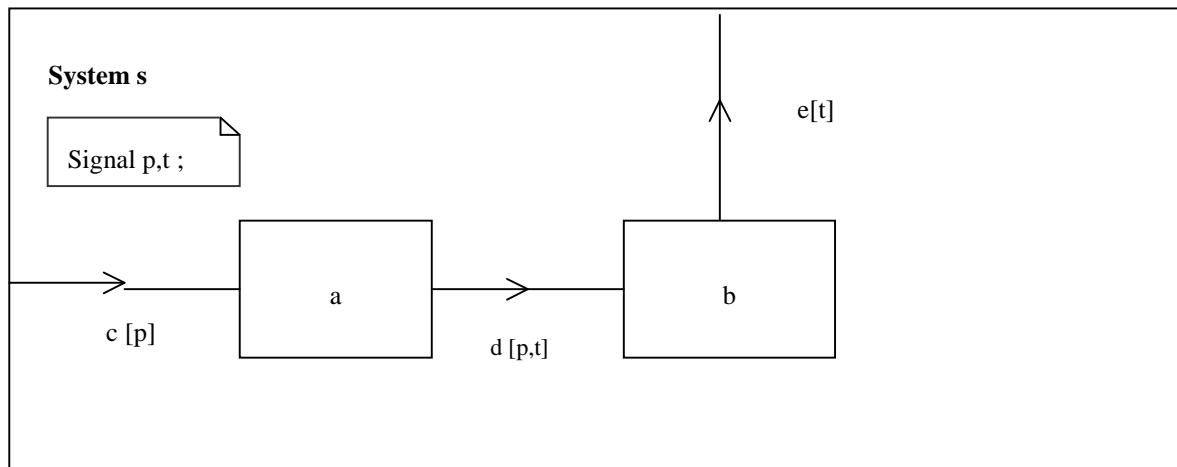 System s
e[t]
Signal p,t ;
a
b
c [p]
d [p,t]